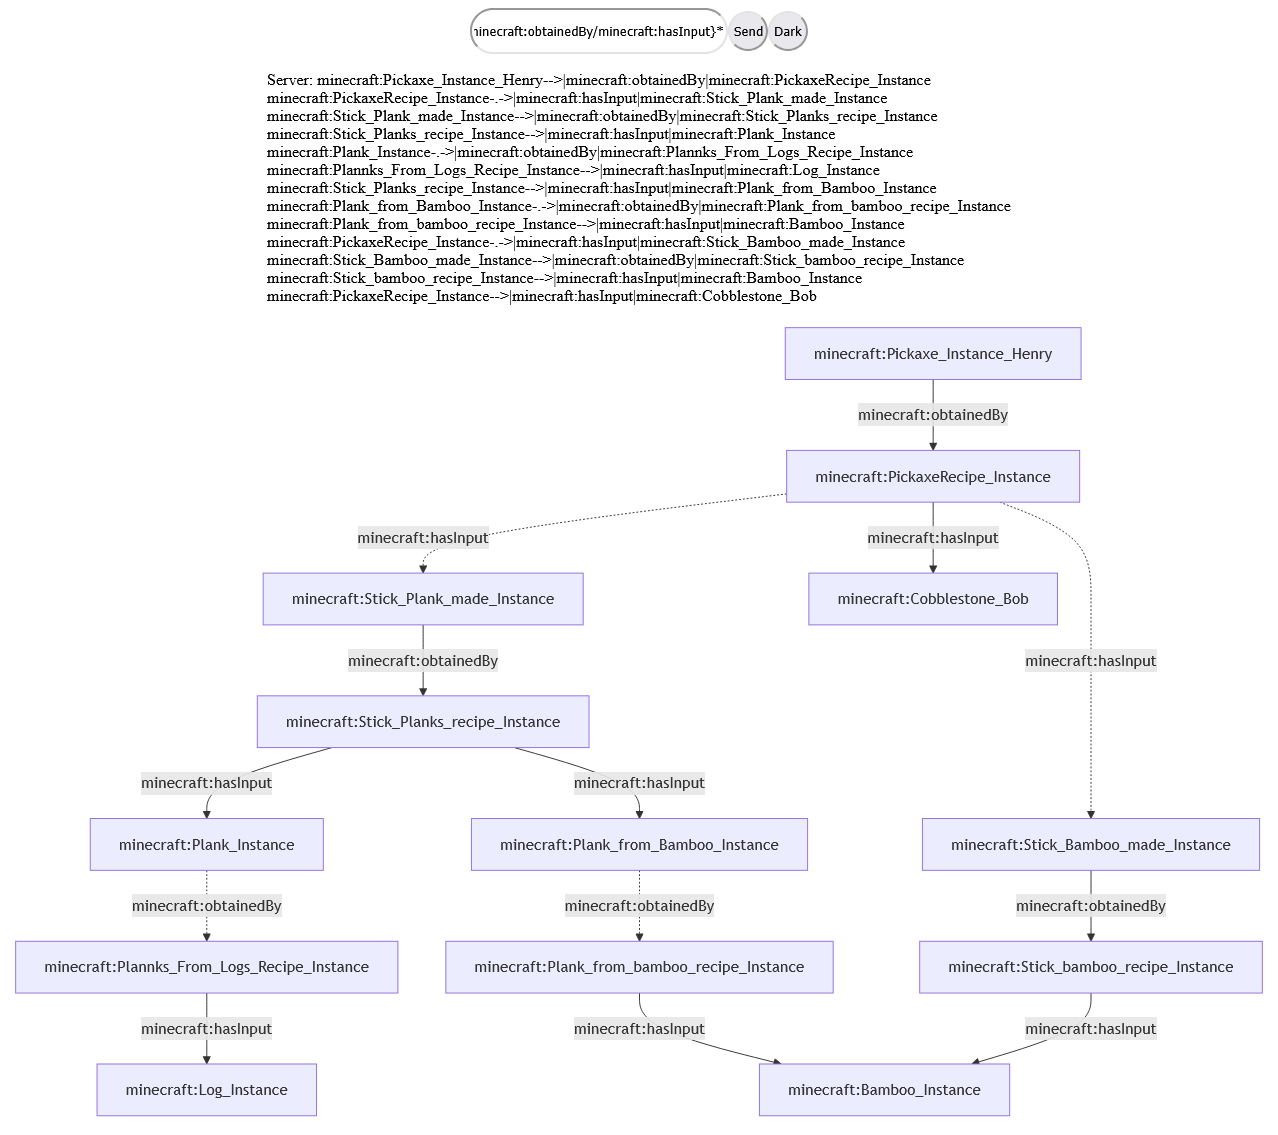 minecraft:obtainedBy/minecraft:hasInput}*
Send
Dark
Server: minecraft:Pickaxe_Instance_Henry-->|minecraft:obtainedBy|minecraft:PickaxeRecipe_Instance
minecraft:PickaxeRecipe_Instance-.->|minecraft:hasInput|minecraft:Stick_Plank_made_Instance
minecraft:Stick_Plank_made_Instance-->|minecraft:obtainedBy|minecraft:Stick_Planks_recipe_Instance
minecraft:Stick_Planks_recipe_Instance-->|minecraft:hasInput|minecraft:Plank_Instance
minecraft:Plank_Instance-.->|minecraft:obtainedBy|minecraft:Plannks_From_Logs_Recipe_Instance
minecraft:Plannks_From_Logs_Recipe_Instance-->|minecraft:hasInput|minecraft:Log_Instance
minecraft:Stick_Planks_recipe_Instance-->|minecraft:hasInput|minecraft:Plank_from_Bamboo_Instance
minecraft:Plank_from_Bamboo_Instance-.->|minecraft:obtainedBy|minecraft:Plank_from_bamboo_recipe_Instance
minecraft:Plank_from_bamboo_recipe_Instance-->|minecraft:hasInput|minecraft:Bamboo_Instance
minecraft:PickaxeRecipe_Instance-.->|minecraft:hasInput|minecraft:Stick_Bamboo_made_Instance
minecraft:Stick_Bamboo_made_Instance-->|minecraft:obtainedBy|minecraft:Stick_bamboo_recipe_Instance
minecraft:Stick_bamboo_recipe_Instance-->|minecraft:hasInput|minecraft:Bamboo_Instance
minecraft:PickaxeRecipe_Instance-->|minecraft:hasInput|minecraft:Cobblestone_Bob
minecraft:Pickaxe_Instance_Henry
minecraft:obtainedBy
minecraft:PickaxeRecipe_Instance
minecraft:hasInput
minecraft:hasInput
minecraft:Stick_Plank_made_Instance
minecraft:Cobblestone_Bob
minecraft:obtainedBy
minecraft:hasInput
minecraft:Stick_Planks_recipe_Instance
minecraft:hasInput
minecraft:hasInput
minecraft:Plank_Instance
minecraft:Plank_from_Bamboo_Instance
minecraft:Stick_Bamboo_made_Instance
minecraft:obtainedBy
minecraft:obtainedBy
minecraft:obtainedBy
minecraft:Plannks_From_Logs_Recipe_Instance
minecraft:Plank_from_bamboo_recipe_Instance
minecraft:Stick_bamboo_recipe_Instance
minecraft:hasInput
minecraft:hasInput
minecraft:hasInput
minecraft:Log_Instance
minecraft:Bamboo_Instance